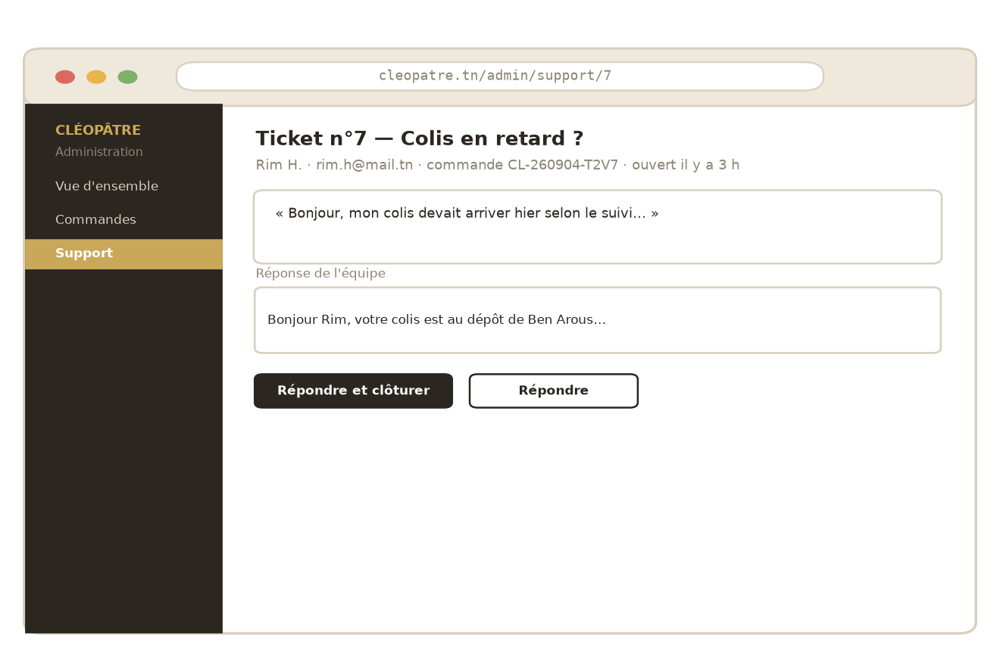 cleopatre.tn/admin/support/7
CLÉOPÂTRE
Administration
Vue d'ensemble
Commandes
Support
Ticket n°7 — Colis en retard ?
Rim H. · rim.h@mail.tn · commande CL-260904-T2V7 · ouvert il y a 3 h
« Bonjour, mon colis devait arriver hier selon le suivi… »
Réponse de l'équipe
Bonjour Rim, votre colis est au dépôt de Ben Arous…
Répondre et clôturer
Répondre